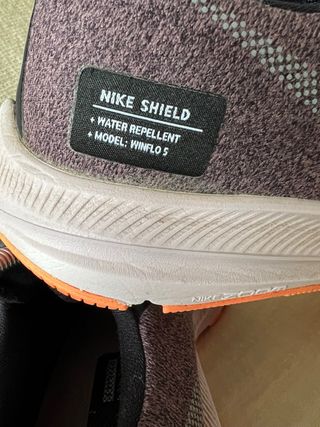 NIKE SHIELD
+ WATER REPELLENT
+ MODEL: WINFLO 5
NIKE ZOOM